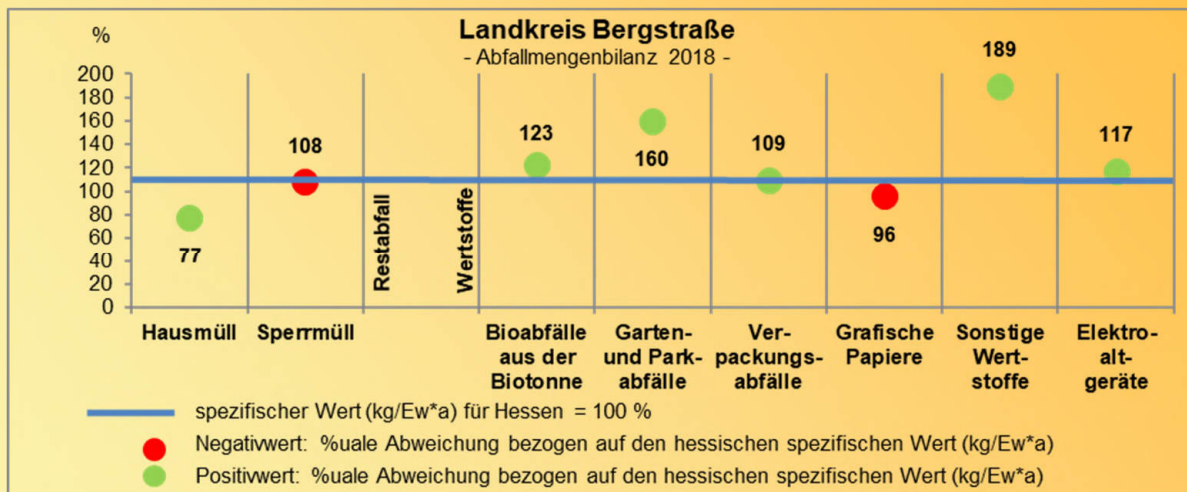 Landkreis Bergstraße
- Abfallmengenbilanz 2018 -
%
200
180
160
140
120
100
80
60
40
20
0
77
108
Restabfall
Wertstoffe
123
160
109
96
189
117
Hausmüll
Sperrmüll
Bioabfälle
aus der
Biotonne
Garten-
und Park-
abfälle
Ver-
packungs-
abfälle
Grafische
Papiere
Sonstige
Wert-
stoffe
Elektro-
alt-
geräte
spezifischer Wert (kg/Ew*a) für Hessen = 100 %
Negativwert: %uale Abweichung bezogen auf den hessischen spezifischen Wert (kg/Ew*a)
Positivwert: %uale Abweichung bezogen auf den hessischen spezifischen Wert (kg/Ew*a)